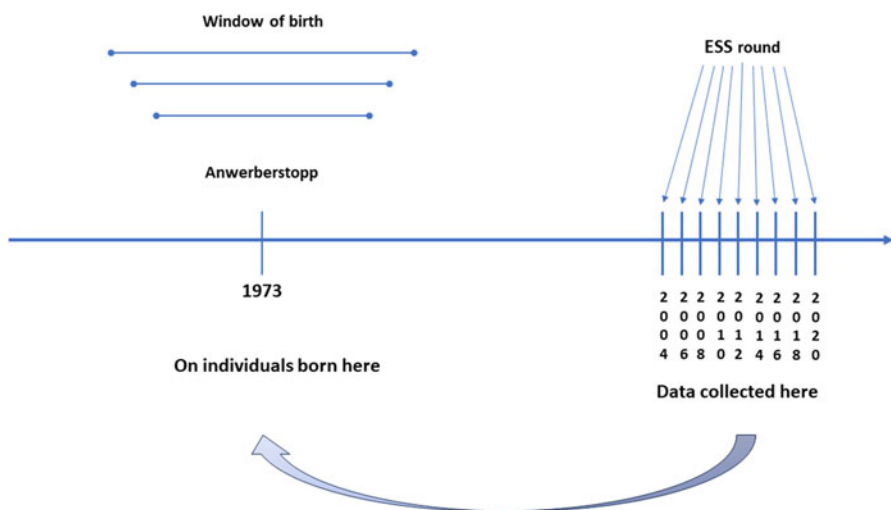 Window of birth
ESS round
Anwerberstopp
1973
2004
2006
2008
2010
2012
2014
2016
2018
2020
On individuals born here
Data collected here